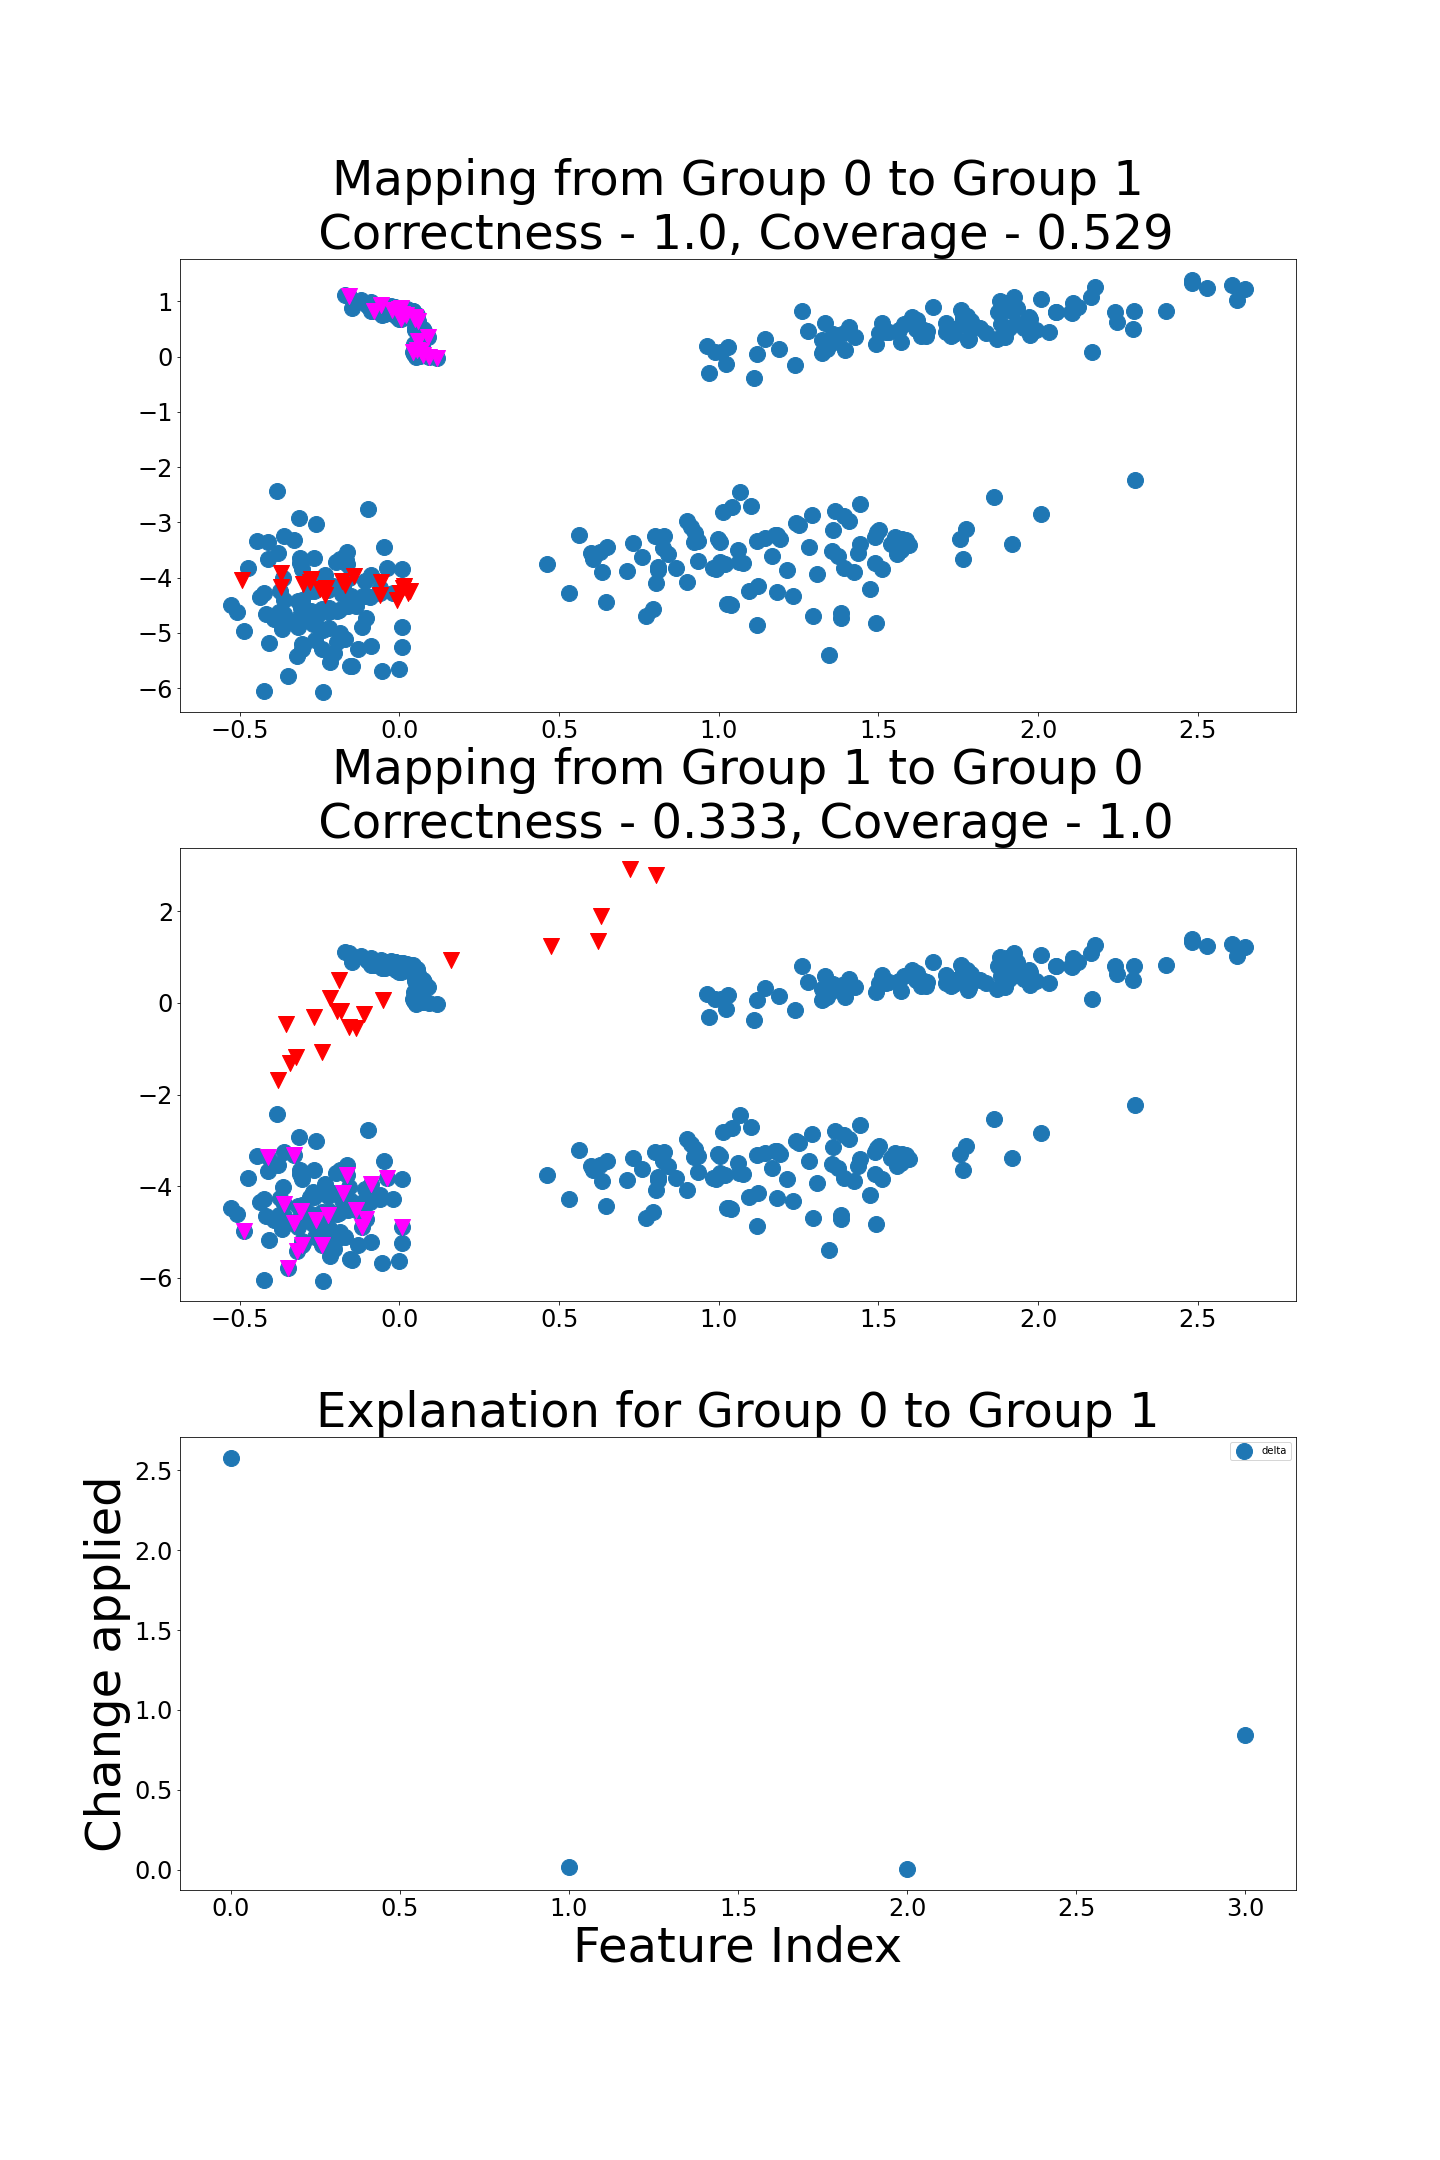 Mapping from Group 0 to Group 1
Correctness - 1.0, Coverage - 0.529
1
0
−1
−2
−3
−4
−5
−6
−0.5 0.0 0.5 1.0 1.5 2.0 2.5
Mapping from Group 1 to Group 0
Correctness - 0.333, Coverage - 1.0
2
0
−2
−4
−6
−0.5 0.0 0.5 1.0 1.5 2.0 2.5
Explanation for Group 0 to Group 1
delta
Change applied
2.5
2.0
1.5
1.0
0.5
0.0
0.0 0.5 1.0 1.5 2.0 2.5 3.0
Feature Index